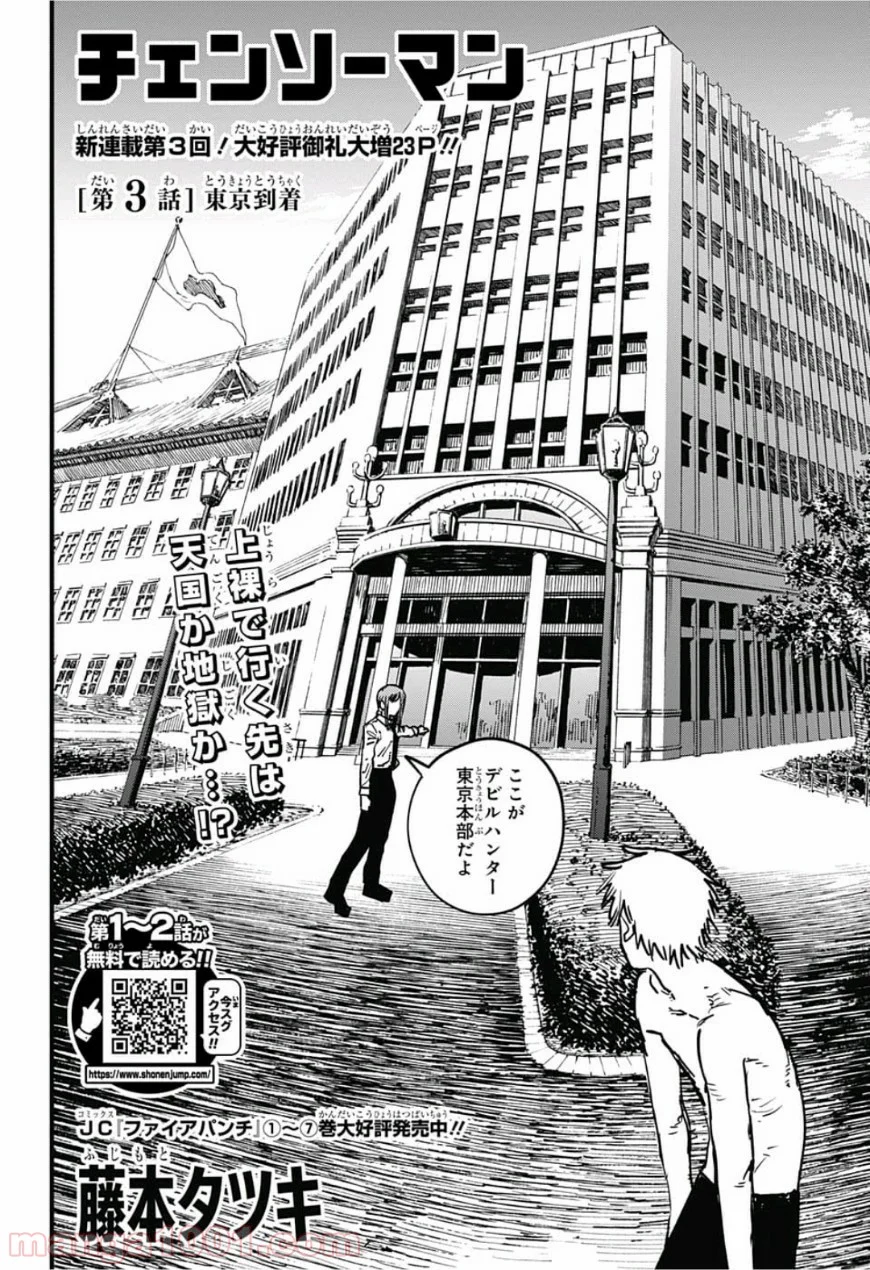 チェンソーマン
新連載第3回!大好評御礼大増23P!!
[第3話]東京到着
上裸で行く先は
天国か地獄か…!?
ここが
デビルハンター
東京本部だよ
第1〜2話が
無料で読める!!
今スグ
アクセス!!
https://www.shonenjump.com/
JC『ファイアパンチ』①〜⑦巻大好評発売中!!
藤本タツキ